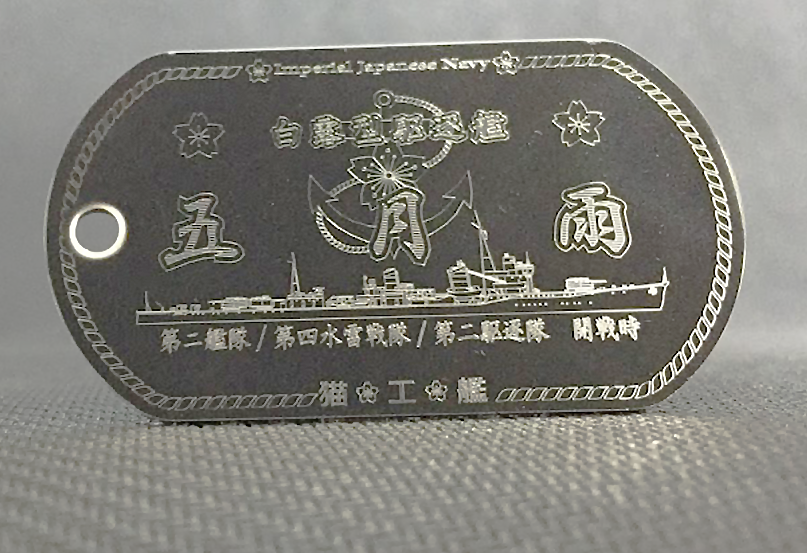 Imperial Japanese Navy
白露型駆逐艦
五月雨
第二艦隊/第四水雷戦隊/第二駆逐隊 開戦時
猫工艦